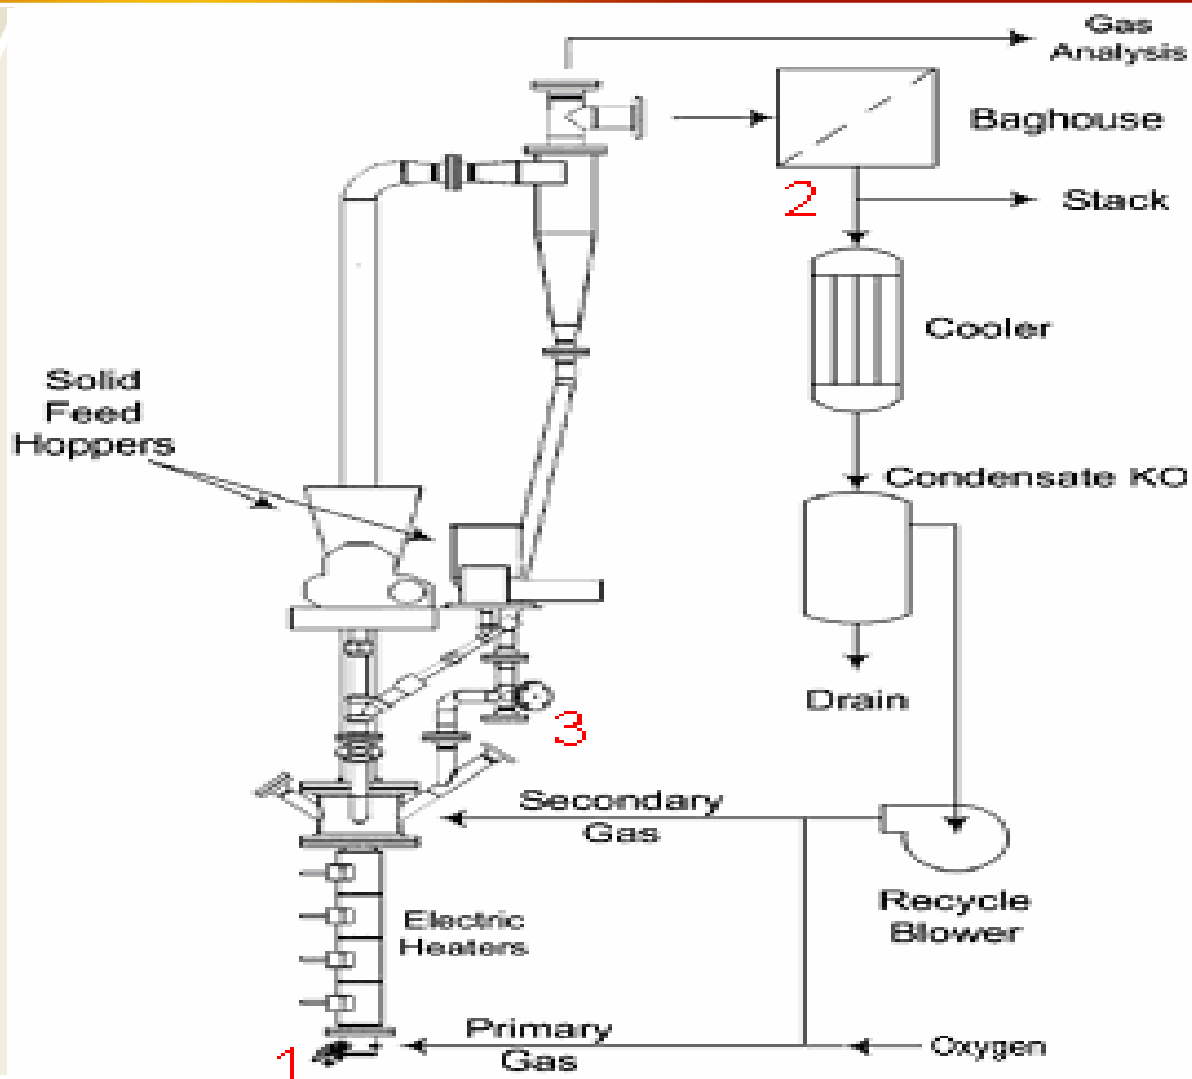 Gas
Analysis
Baghouse
2
Stack
Cooler
Solid
Feed
Hoppers
Condensate KO
Drain
3
Secondary
Gas
Recycle
Blower
Electric
Heaters
Primary
Gas
Oxygen
1